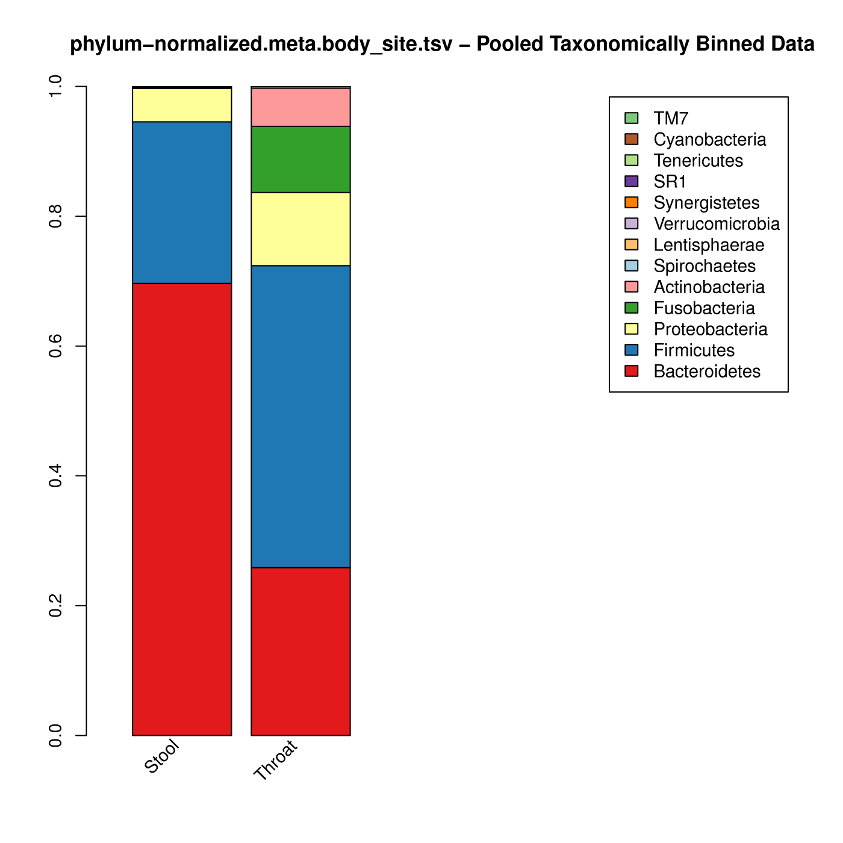 phylum−normalized.meta.body_site.tsv − Pooled Taxonomically Binned Data
1.0
0.8
0.6
0.4
0.2
0.0
Stool
Throat
TM7
Cyanobacteria
Tenericutes
SR1
Synergistetes
Verrucomicrobia
Lentisphaerae
Spirochaetes
Actinobacteria
Fusobacteria
Proteobacteria
Firmicutes
Bacteroidetes